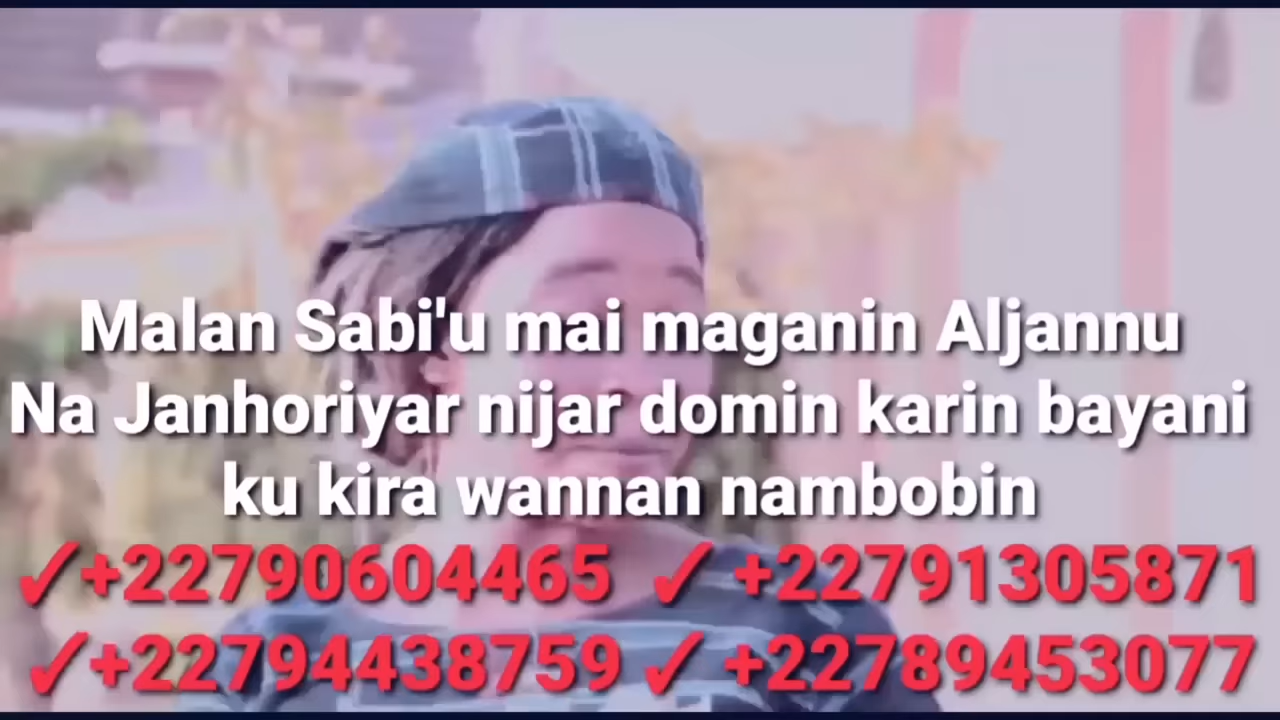 Malan Sabi'u mai maganin Aljannu
Na Janhoriyar nijar domin karin bayani
ku kira wannan nambobin
✓+22790604465 ✓+22791305871
✓+22794438759 ✓+22789453077